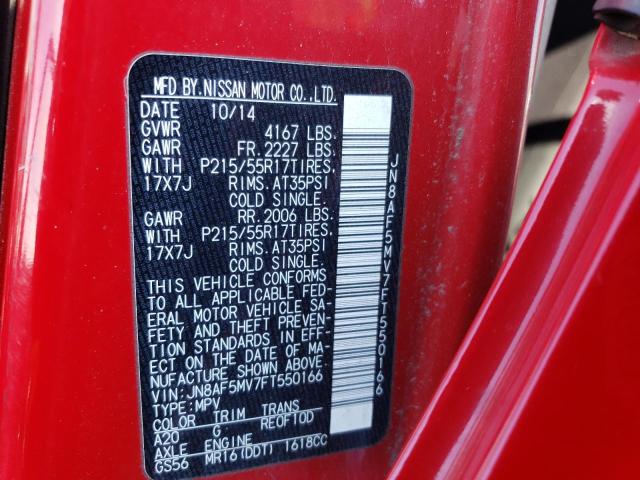 MFD BY. NISSAN MOTOR CO., LTD.
DATE 10/14
GVWR 4167 LBS.
GAWR FR. 2227 LBS.
WITH P215/55R17TIRES.
17X7J RIMS. AT35PSI
COLD SINGLE.
GAWR RR. 2006 LBS.
WITH P215/55R17TIRES.
17X7J RIMS. AT35PSI
COLD SINGLE.
THIS VEHICLE CONFORMS
TO ALL APPLICABLE FED-
ERAL MOTOR VEHICLE SA-
FETY AND THEFT PREVEN-
TION STANDARDS IN EFF-
ECT ON THE DATE OF MA-
NUFACTURE SHOWN ABOVE.
VIN: JN8AF5MV7FT550166
TYPE: MPV
COLOR TRIM TRANS
A20 G RE0F10D
AXLE ENGINE
GS56 MR16(DDT) 1618CC
JN8AF5MV7FT550166